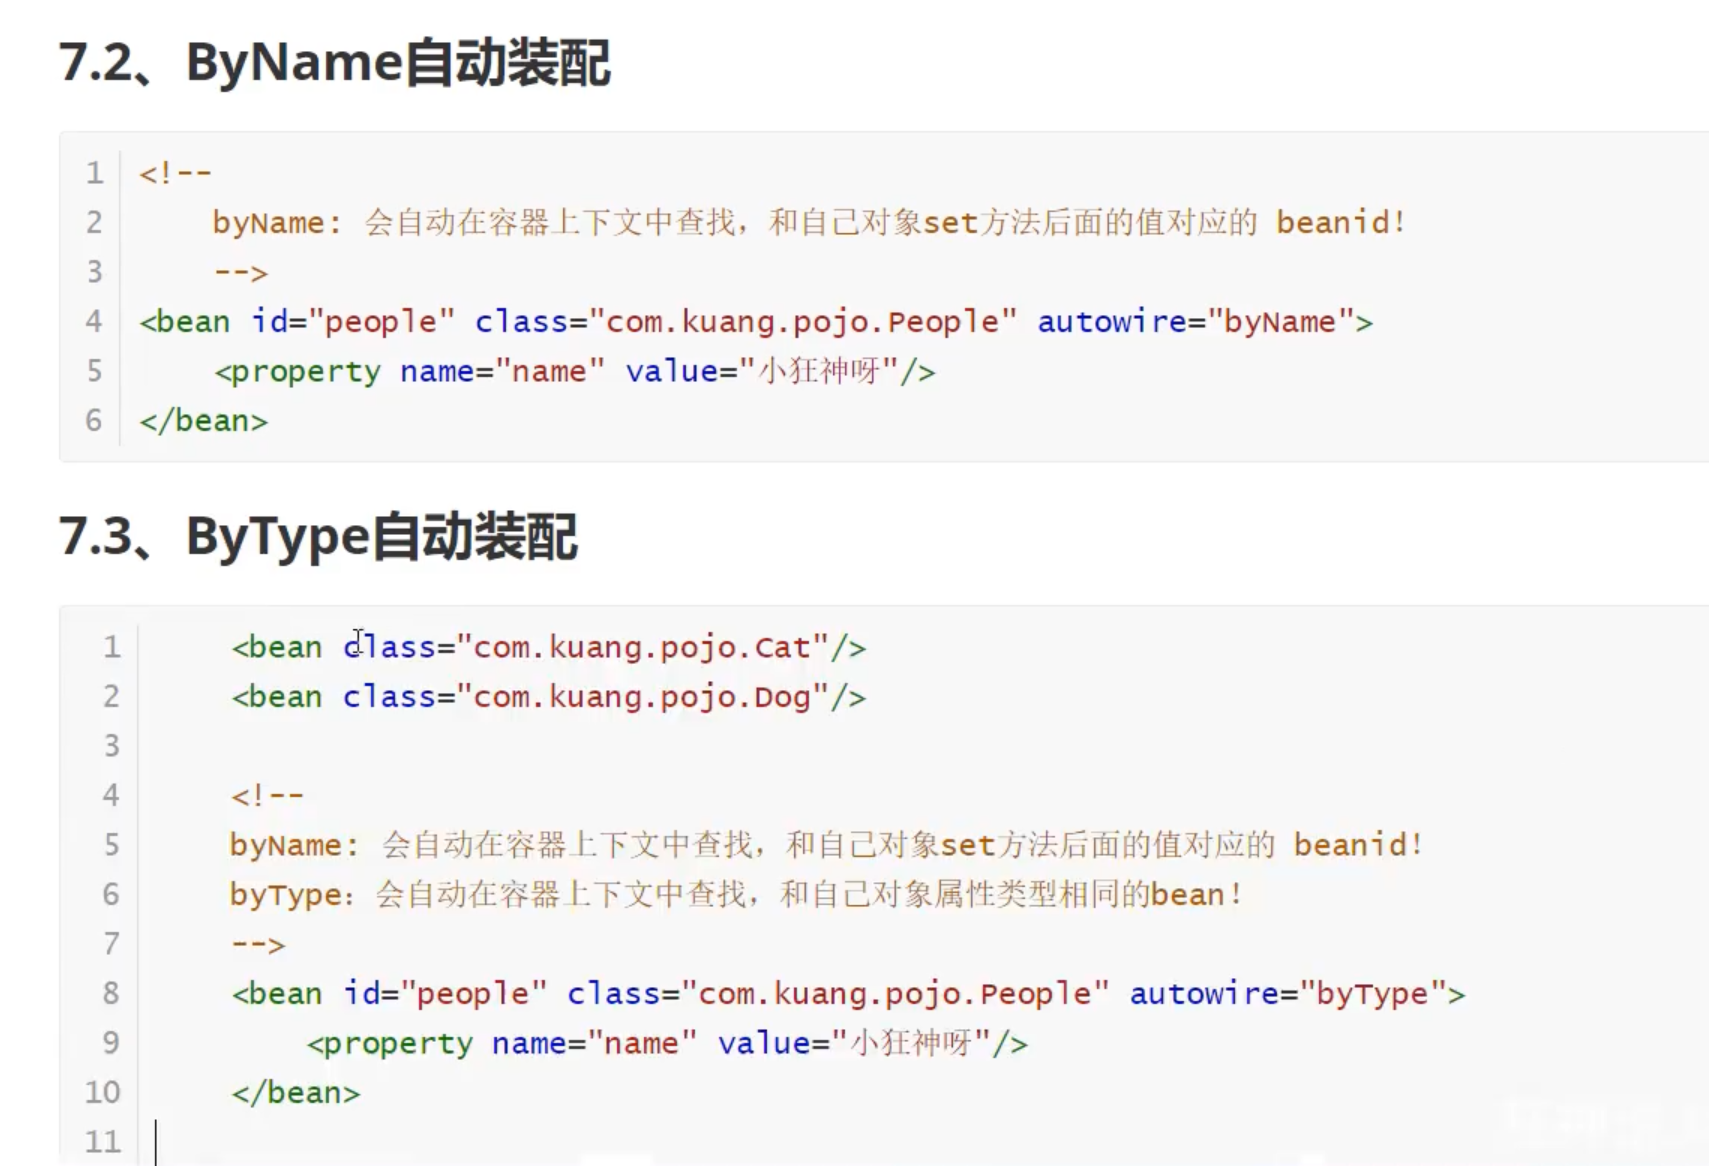 7.2、ByName自动装配
1 <!--
2 byName: 会自动在容器上下文中查找，和自己对象set方法后面的值对应的 beanid!
3 -->
4 <bean id="people" class="com.kuang.pojo.People" autowire="byName">
5 <property name="name" value="小狂神呀"/>
6 </bean>
7.3、ByType自动装配
1 <bean class="com.kuang.pojo.Cat"/>
2 <bean class="com.kuang.pojo.Dog"/>
3
4 <!--
5 byName: 会自动在容器上下文中查找，和自己对象set方法后面的值对应的 beanid!
6 byType: 会自动在容器上下文中查找，和自己对象属性类型相同的bean!
7 -->
8 <bean id="people" class="com.kuang.pojo.People" autowire="byType">
9 <property name="name" value="小狂神呀"/>
10 </bean>
11